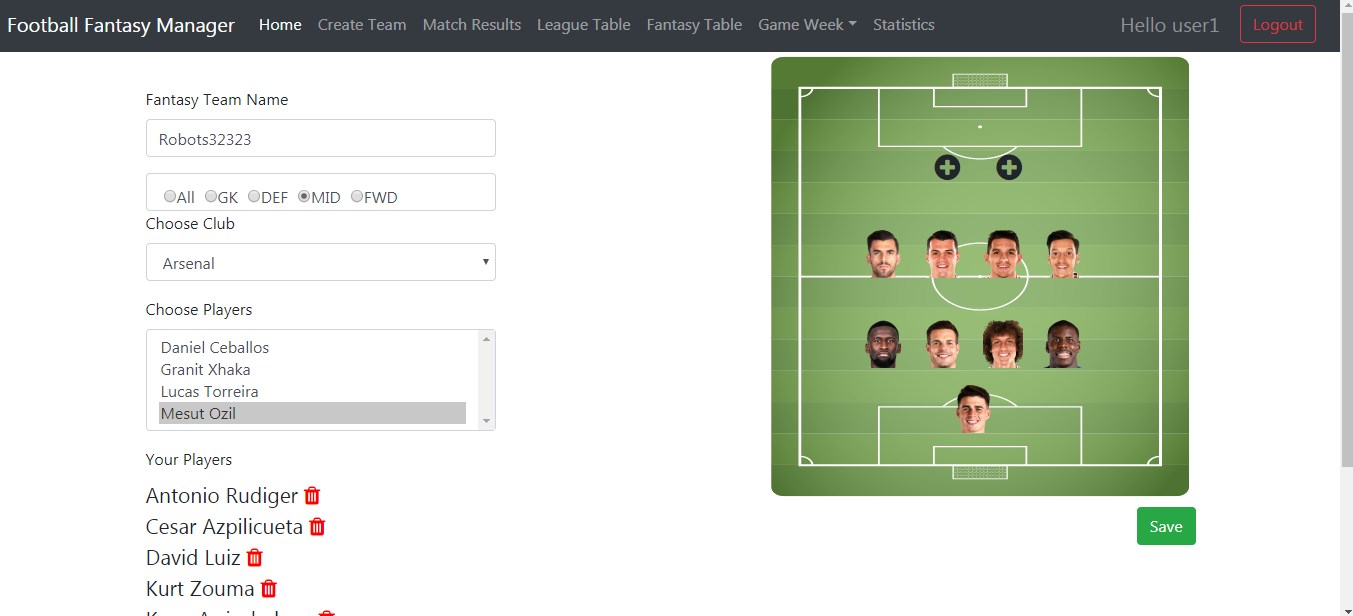 Football Fantasy Manager Home Create Team Match Results League Table Fantasy Table Game Week Statistics Hello user1 Logout
Fantasy Team Name
Robots32323
All GK DEF MID FWD
Choose Club
Arsenal
Choose Players
Daniel Ceballos
Granit Xhaka
Lucas Torreira
Mesut Ozil
Your Players
Antonio Rudiger
Cesar Azpilicueta
David Luiz
Kurt Zouma
Save